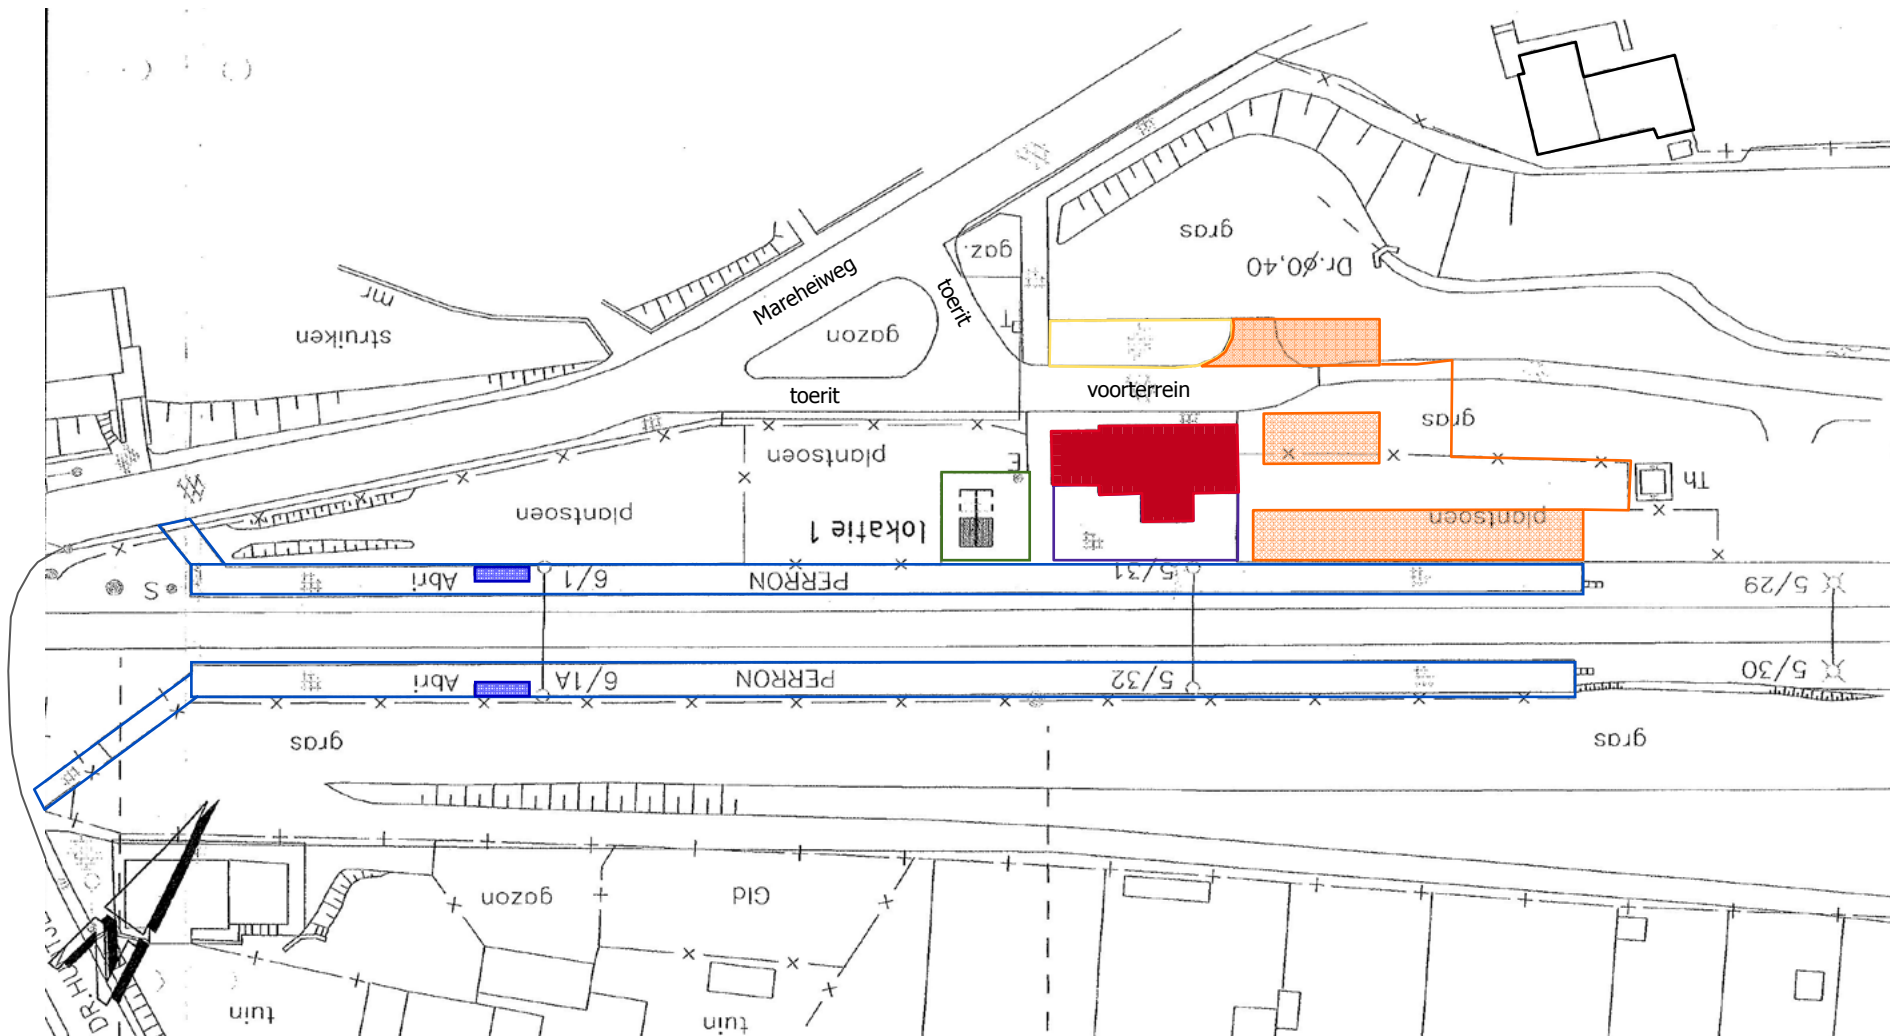 gras
gaz.
Dr.ø0,40
Mareheiweg
toerit
mr
struiken
gazon
T
toerit
voorterrein
gras
plantsoen
E
Th
plantsoen
lokatie 1
plantsoen
S
Abri
6/1
PERRON
5/31
5/29
Abri
6/1A
PERRON
5/32
5/30
gras
gras
gazon
Gld
DR.HU
tuin
tuin